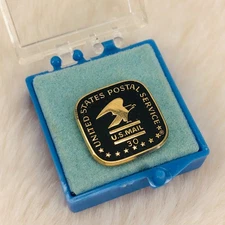 UNITED STATES POSTAL SERVICE
U.S. MAIL
30